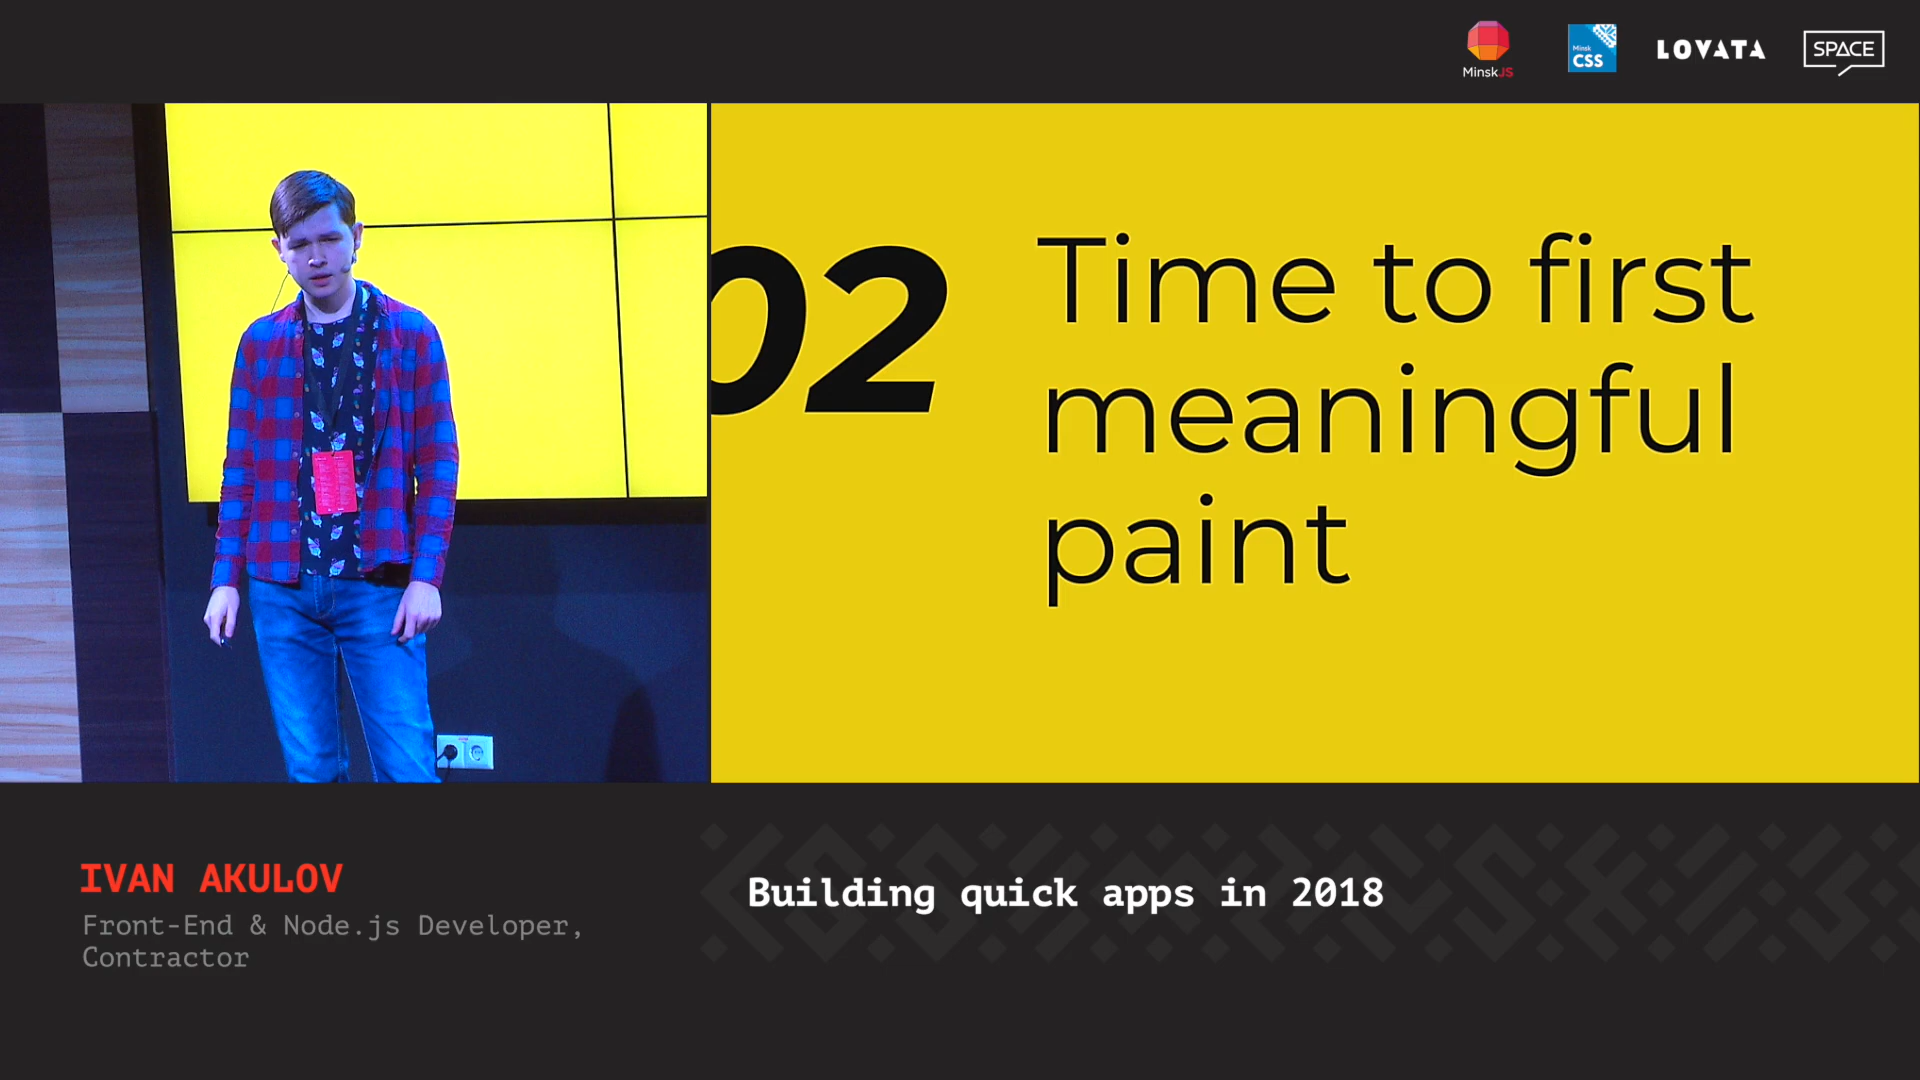 MinskJS
Minsk
CSS
LOVATA
SPACE
02
Time to first
meaningful
paint
IVAN AKULOV
Front-End & Node.js Developer,
Contractor
Building quick apps in 2018